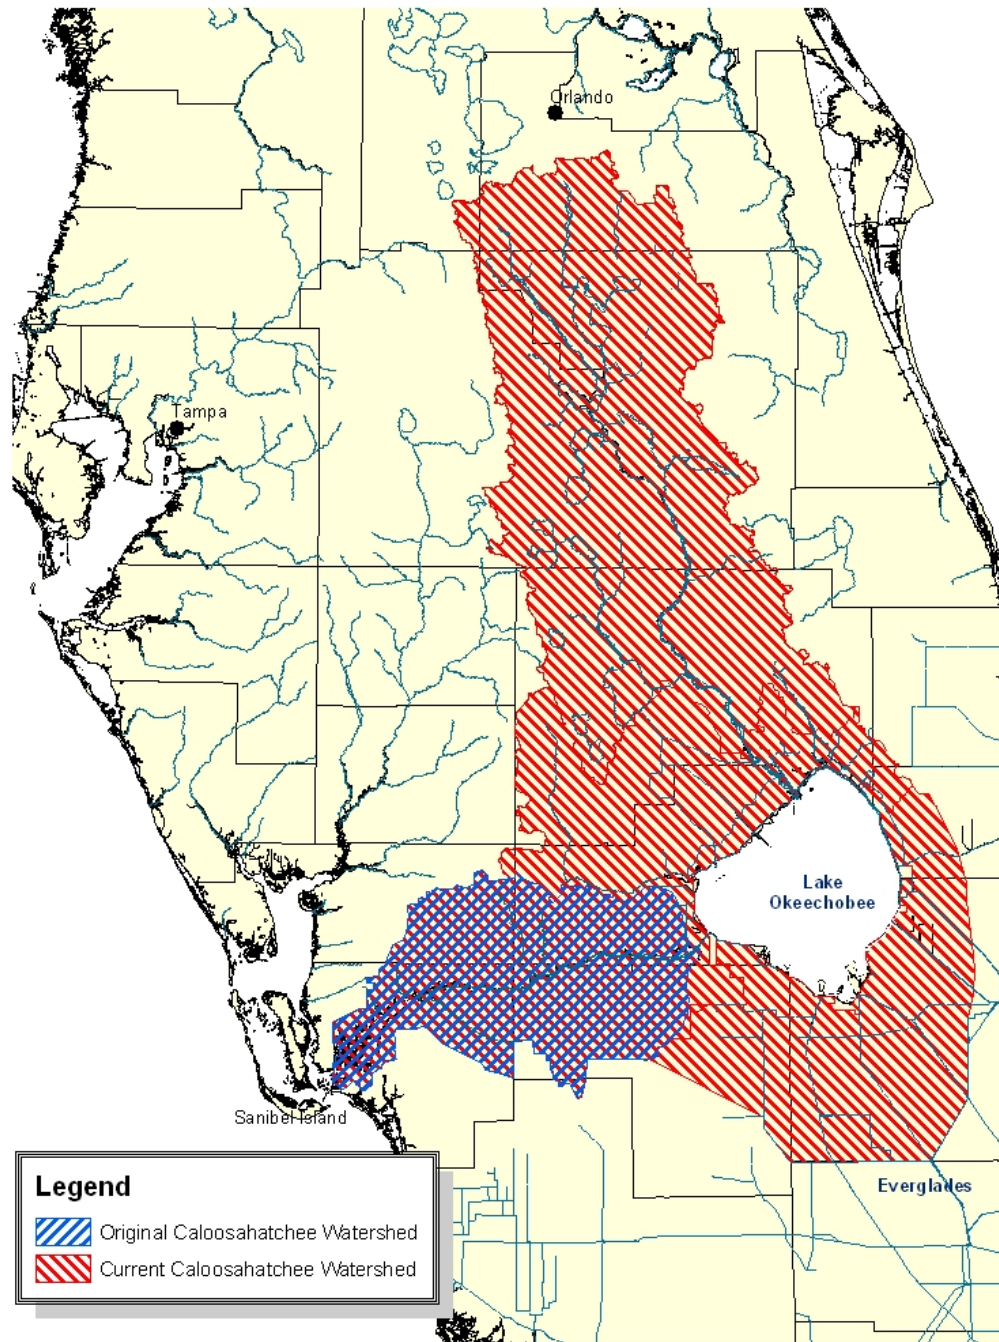 Orlando
Tampa
Lake
Okeechobee
Sanibel Island
Everglades
Legend
Original Caloosahatchee Watershed
Current Caloosahatchee Watershed